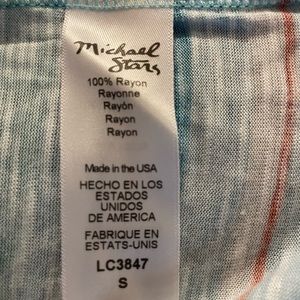 Michael
Stars
100% Rayon
Rayonne
Rayón
Rayon
Rayon
Made in the USA
HECHO EN LOS
ESTADOS
UNIDOS
DE AMERICA
FABRIQUE EN
ESTATS-UNIS
LC3847
S